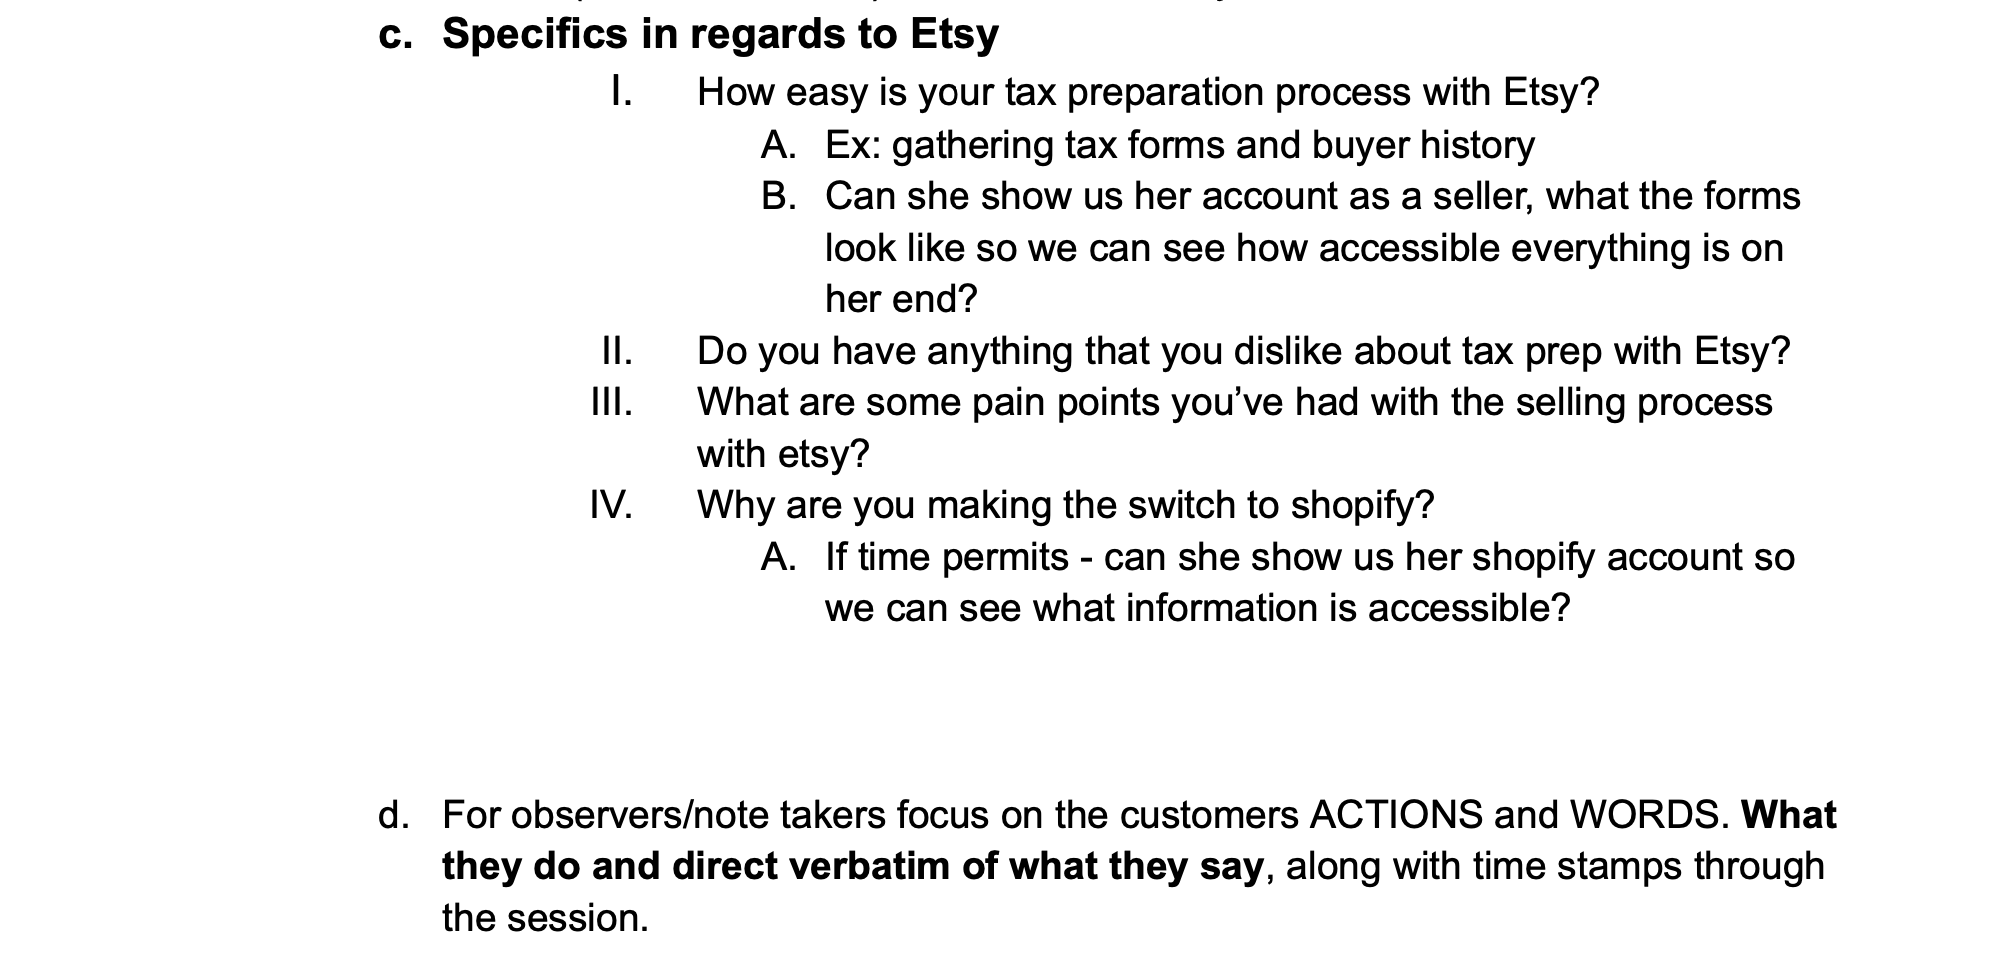 c. Specifics in regards to Etsy
I. How easy is your tax preparation process with Etsy?
A. Ex: gathering tax forms and buyer history
B. Can she show us her account as a seller, what the forms
look like so we can see how accessible everything is on
her end?
II. Do you have anything that you dislike about tax prep with Etsy?
III. What are some pain points you’ve had with the selling process
with etsy?
IV. Why are you making the switch to shopify?
A. If time permits - can she show us her shopify account so
we can see what information is accessible?
d. For observers/note takers focus on the customers ACTIONS and WORDS. What
they do and direct verbatim of what they say, along with time stamps through
the session.